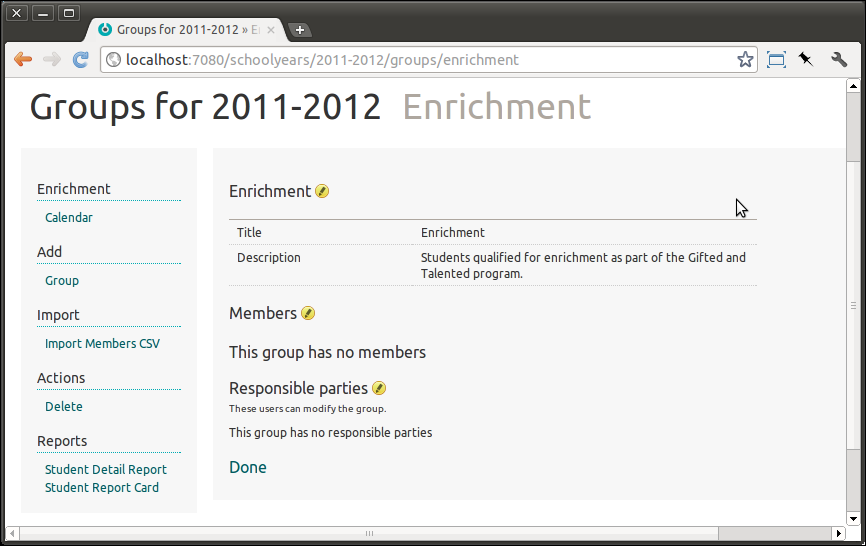 Groups for 2011-2012 » E
localhost:7080/schoolyears/2011-2012/groups/enrichment
Groups for 2011-2012 Enrichment
Enrichment
Calendar
Add
Group
Import
Import Members CSV
Actions
Delete
Reports
Student Detail Report
Student Report Card
Enrichment
Title Enrichment
Description Students qualified for enrichment as part of the Gifted and
Talented program.
Members
This group has no members
Responsible parties
These users can modify the group.
This group has no responsible parties
Done